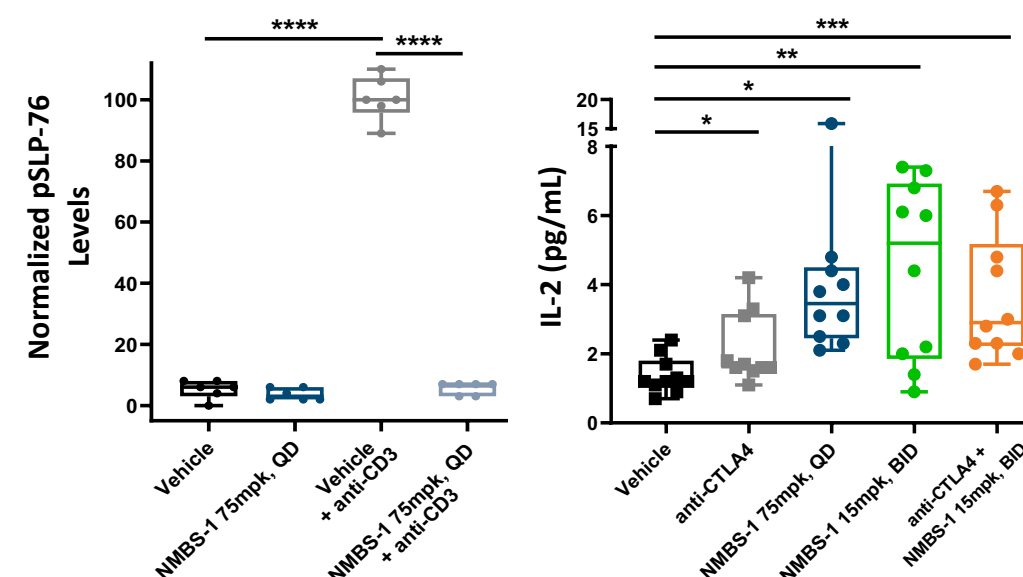 ****
****
Normalized pSLP-76
Levels
100
80
60
40
20
0
Vehicle
NMBS-1 75mpk, QD
Vehicle
+ anti-CD3
NMBS-1 75mpk, QD
+ anti-CD3
***
**
*
*
IL-2 (pg/mL)
20
15
8
6
4
2
0
Vehicle
anti-CTLA4
NMBS-1 75mpk, QD
NMBS-1 15mpk, BID
anti-CTLA4 +
NMBS-1 15mpk, BID